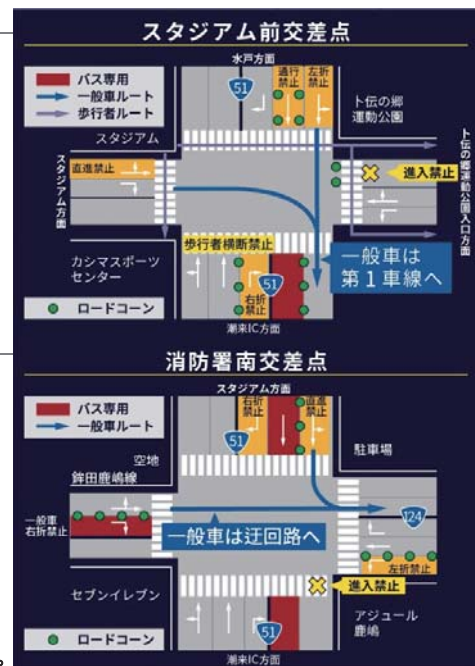 スタジアム前交差点
水戸方面
バス専用
一般車ルート
歩行者ルート
51
通行
禁止
左折
禁止
卜伝の郷
運動公園
スタジアム
スタジアム方面
直進禁止
進入禁止
卜伝の郷運動公園入口方面
歩行者横断禁止
一般車は
第1車線へ
カシマスポーツ
センター
51
右折
禁止
ロードコーン
潮来IC方面
消防署南交差点
スタジアム方面
バス専用
一般車ルート
右折
禁止
直進
禁止
51
空地
駐車場
鉾田鹿嶋線
一般車
右折禁止
124
一般車は迂回路へ
左折禁止
セブンイレブン
進入禁止
アジュール
鹿嶋
51
ロードコーン
潮来IC方面